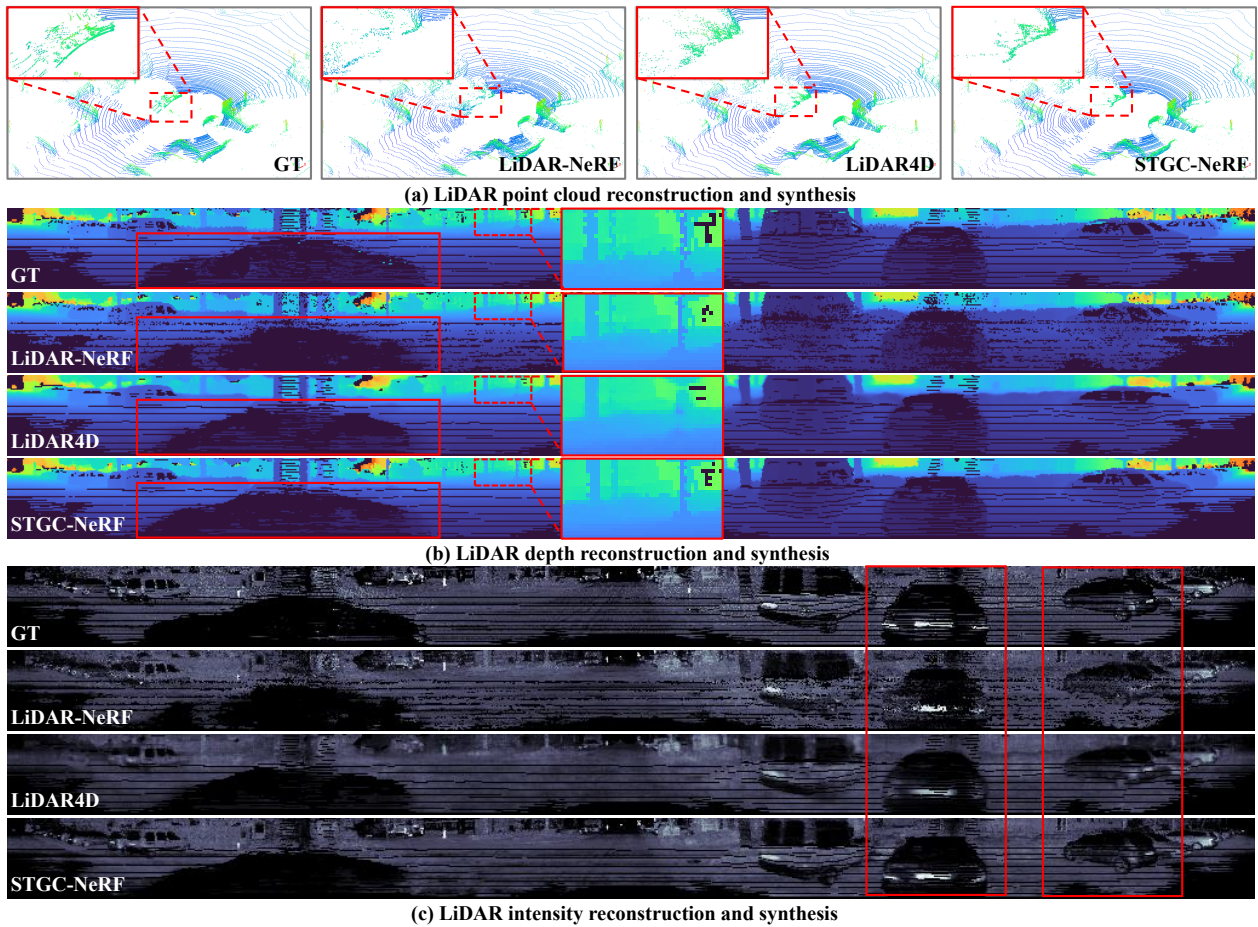 GT
LiDAR-NeRF
LiDAR4D
STGC-NeRF
(a) LiDAR point cloud reconstruction and synthesis
GT
LiDAR-NeRF
LiDAR4D
STGC-NeRF
(b) LiDAR depth reconstruction and synthesis
GT
LiDAR-NeRF
LiDAR4D
STGC-NeRF
(c) LiDAR intensity reconstruction and synthesis